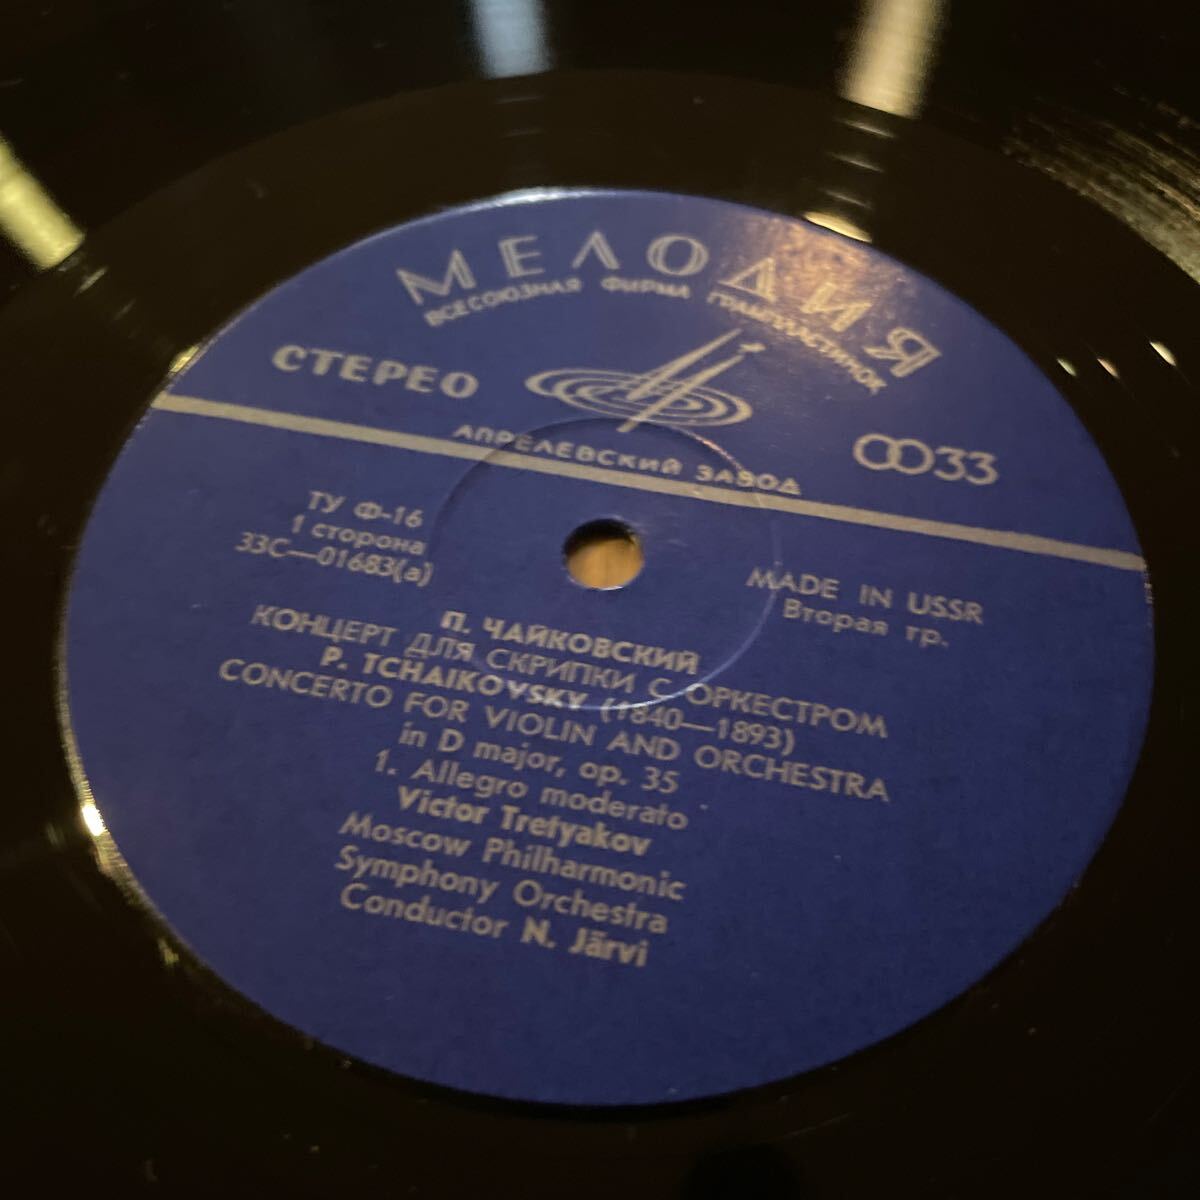 МЕЛОДИЯ
ВСЕСОЮЗНАЯ ФИРМА ГРАМПЛАСТИНОК
СТЕРЕО
33
АПРЕЛЕВСКИЙ ЗАВОД
ТУ Ф-16
1 сторона
33С—01683(а)
MADE IN USSR
Вторая гр.
П. ЧАЙКОВСКИЙ
КОНЦЕРТ ДЛЯ СКРИПКИ С ОРКЕСТРОМ
P. TCHAIKOVSKY (1840—1893)
CONCERTO FOR VIOLIN AND ORCHESTRA
in D major, op. 35
1. Allegro moderato
Victor Tretyakov
Moscow Philharmonic
Symphony Orchestra
Conductor N. Järvi